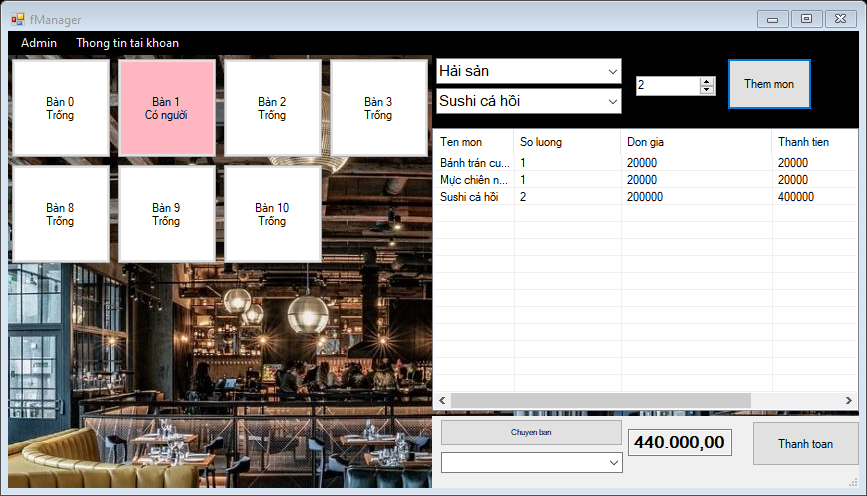 fManager
Admin
Thong tin tai khoan
Bàn 0
Trống
Bàn 1
Có người
Bàn 2
Trống
Bàn 3
Trống
Bàn 8
Trống
Bàn 9
Trống
Bàn 10
Trống
Hải sản
Sushi cá hồi
2
Them mon
Ten mon So luong Don gia Thanh tien
Bánh trán cu... 1 20000 20000
Mực chiên n... 1 20000 20000
Sushi cá hồi 2 200000 400000
Chuyen ban
440.000,00
Thanh toan